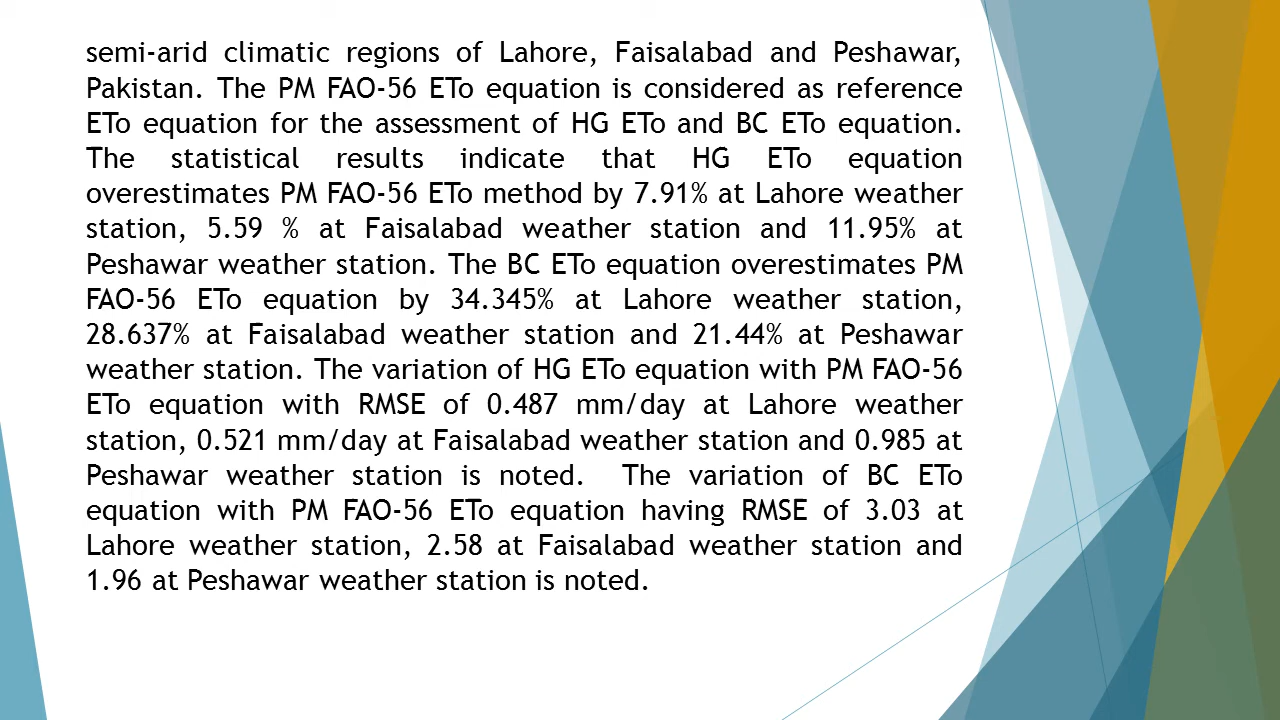 semi-arid climatic regions of Lahore, Faisalabad and Peshawar,
Pakistan. The PM FAO-56 ETo equation is considered as reference
ETo equation for the assessment of HG ETo and BC ETo equation.
The statistical results indicate that HG ETo equation
overestimates PM FAO-56 ETo method by 7.91% at Lahore weather
station, 5.59 % at Faisalabad weather station and 11.95% at
Peshawar weather station. The BC ETo equation overestimates PM
FAO-56 ETo equation by 34.345% at Lahore weather station,
28.637% at Faisalabad weather station and 21.44% at Peshawar
weather station. The variation of HG ETo equation with PM FAO-56
ETo equation with RMSE of 0.487 mm/day at Lahore weather
station, 0.521 mm/day at Faisalabad weather station and 0.985 at
Peshawar weather station is noted.  The variation of BC ETo
equation with PM FAO-56 ETo equation having RMSE of 3.03 at
Lahore weather station, 2.58 at Faisalabad weather station and
1.96 at Peshawar weather station is noted.